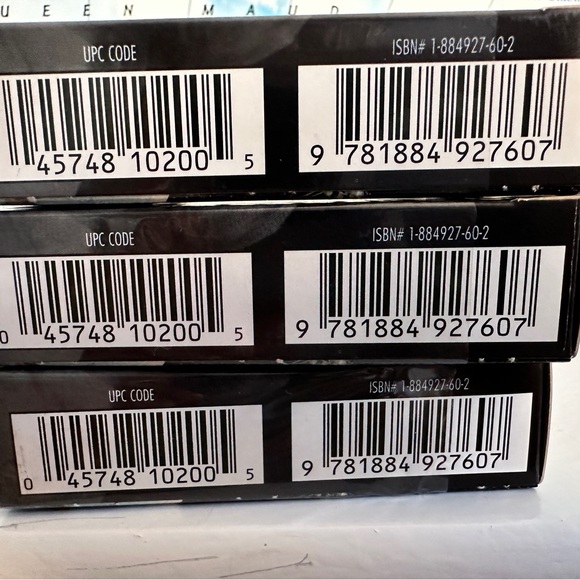 U E E N M A U D
UPC CODE
ISBN# 1-884927-60-2
45748 10200 5
9 781884 927607
UPC CODE
ISBN# 1-884927-60-2
0 45748 10200 5
9 781884 927607
UPC CODE
ISBN# 1-884927-60-2
0 45748 10200 5
9 781884 927607